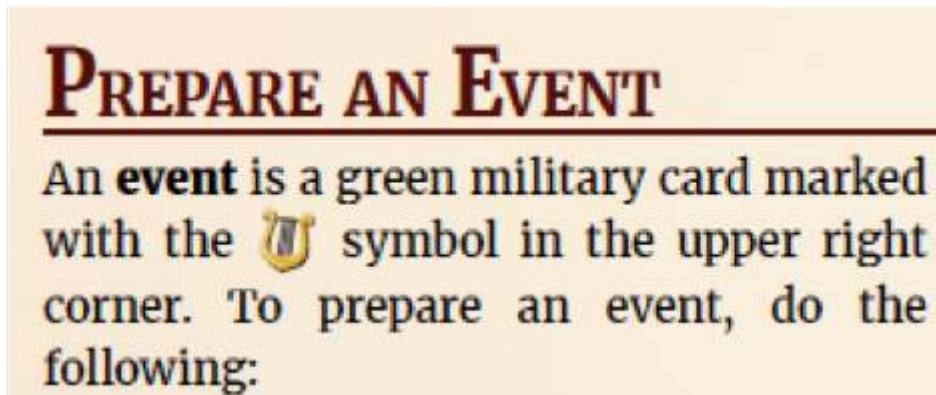 PREPARE AN EVENT
An event is a green military card marked
with the symbol in the upper right
corner. To prepare an event, do the
following: